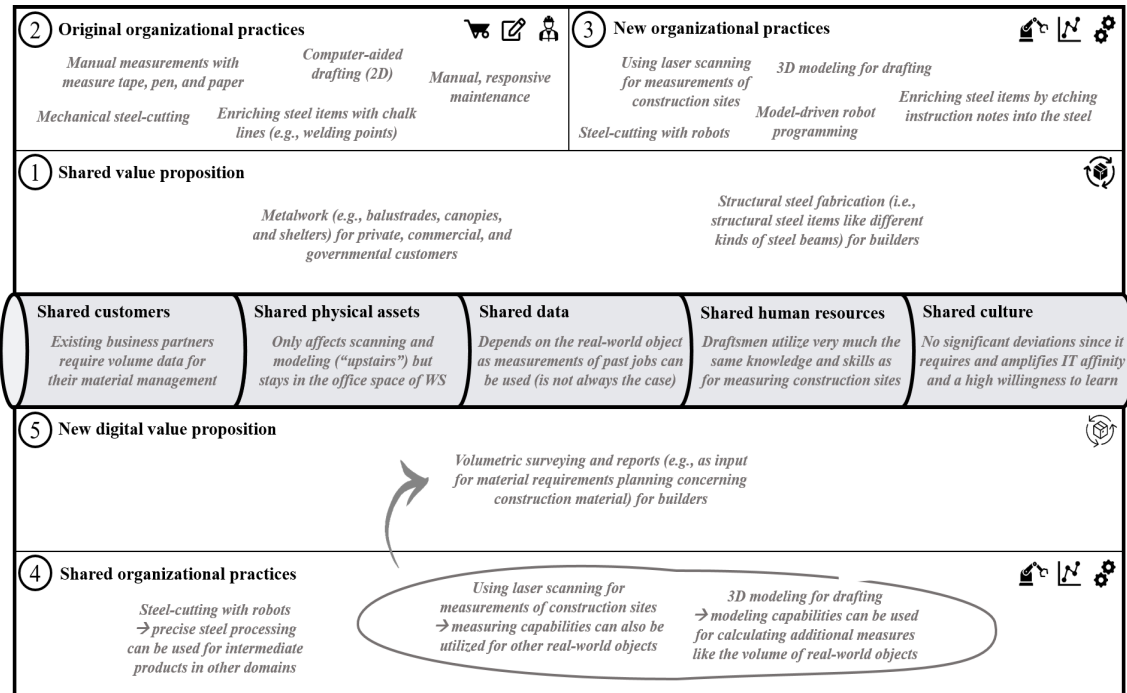 2 Original organizational practices
Manual measurements with
measure tape, pen, and paper
Computer-aided
drafting (2D)
Manual, responsive
maintenance
Mechanical steel-cutting
Enriching steel items with chalk
lines (e.g., welding points)
3 New organizational practices
Using laser scanning
for measurements of
construction sites
3D modeling for drafting
Enriching steel items by etching
instruction notes into the steel
Model-driven robot
programming
Steel-cutting with robots
1 Shared value proposition
Metalwork (e.g., balustrades, canopies,
and shelters) for private, commercial, and
governmental customers
Structural steel fabrication (i.e.,
structural steel items like different
kinds of steel beams) for builders
Shared customers
Existing business partners
require volume data for
their material management
Shared physical assets
Only affects scanning and
modeling (“upstairs”) but
stays in the office space of WS
Shared data
Depends on the real-world object
as measurements of past jobs can
be used (is not always the case)
Shared human resources
Draftsmen utilize very much the
same knowledge and skills as
for measuring construction sites
Shared culture
No significant deviations since it
requires and amplifies IT affinity
and a high willingness to learn
5 New digital value proposition
Volumetric surveying and reports (e.g., as input
for material requirements planning concerning
construction material) for builders
4 Shared organizational practices
Steel-cutting with robots
→ precise steel processing
can be used for intermediate
products in other domains
Using laser scanning for
measurements of construction sites
→ measuring capabilities can also be
utilized for other real-world objects
3D modeling for drafting
→ modeling capabilities can be used
for calculating additional measures
like the volume of real-world objects